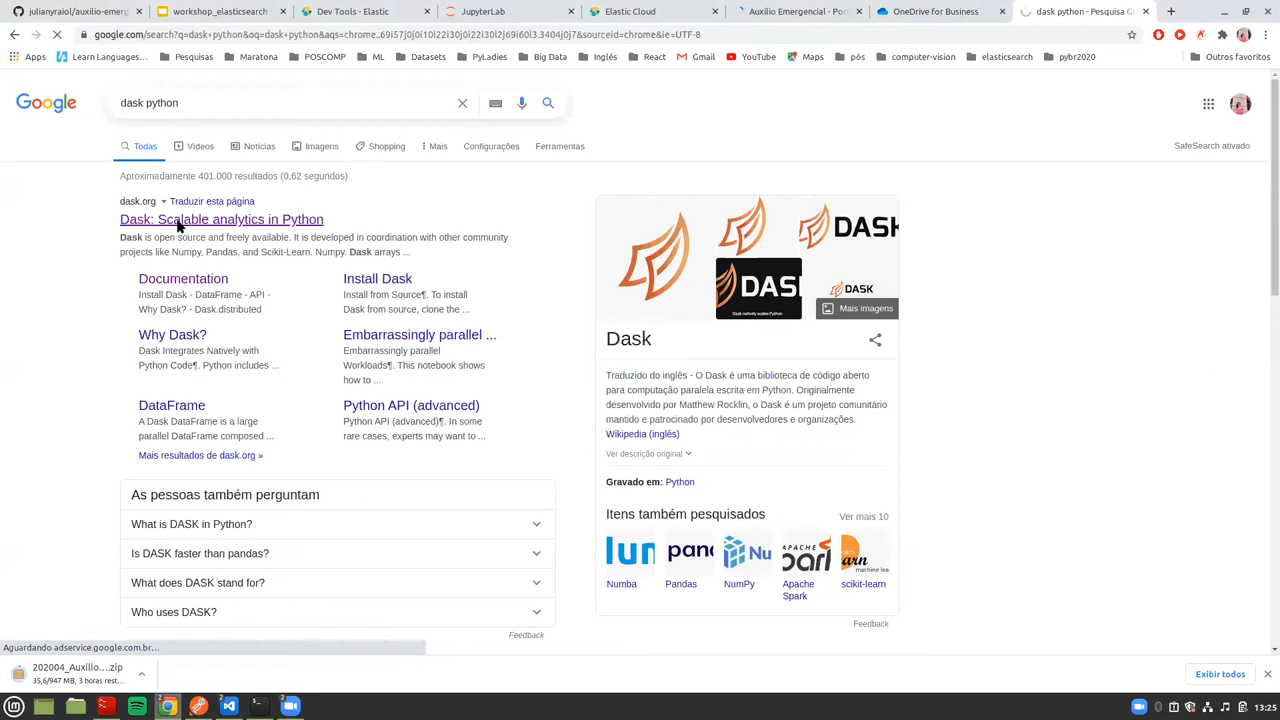 julianyraiol/auxilio-emerg
workshop_elasticsearch -
Dev Tools - Elastic
JupyterLab
Elastic Cloud
Auxílio Emergencial - Port
OneDrive for Business
dask python - Pesquisa G
google.com/search?q=dask+python&oq=dask+python&aqs=chrome..69i57j0j0i10i22i30j0i22i30l2j69i60l3.3404j0j7&sourceid=chrome&ie=UTF-8
Apps
Learn Languages...
Pesquisas
Maratona
POSCOMP
ML
Datasets
PyLadies
Big Data
Inglês
React
Gmail
YouTube
Maps
pós
computer-vision
elasticsearch
pybr2020
Outros favoritos
Google
dask python
Todas
Vídeos
Notícias
Imagens
Shopping
Mais
Configurações
Ferramentas
SafeSearch ativado
Aproximadamente 401.000 resultados (0,62 segundos)
dask.org Traduzir esta página
Dask: Scalable analytics in Python
Dask is open source and freely available. It is developed in coordination with other community
projects like Numpy, Pandas, and Scikit-Learn. Numpy. Dask arrays ...
Documentation
Install Dask - DataFrame - API -
Why Dask? - Dask.distributed
Install Dask
Install from Source¶. To install
Dask from source, clone the ...
Why Dask?
Dask Integrates Natively with
Python Code¶. Python includes ...
Embarrassingly parallel ...
Embarrassingly parallel
Workloads¶. This notebook shows
how to ...
DataFrame
A Dask DataFrame is a large
parallel DataFrame composed ...
Python API (advanced)
Python API (advanced)¶. In some
rare cases, experts may want to ...
Mais resultados de dask.org »
As pessoas também perguntam
What is DASK in Python?
Is DASK faster than pandas?
What does DASK stand for?
Who uses DASK?
Feedback
DASK
DASK
Dask natively scales Python
DASK
Mais imagens
Dask
Traduzido do inglês - O Dask é uma biblioteca de código aberto
para computação paralela escrita em Python. Originalmente
desenvolvido por Matthew Rocklin, o Dask é um projeto comunitário
mantido e patrocinado por desenvolvedores e organizações.
Wikipedia (inglês)
Ver descrição original
Gravado em: Python
Itens também pesquisados
Ver mais 10
Numba
Pandas
NumPy
Apache
Spark
scikit-learn
Feedback
Aguardando adservice.google.com.br...
202004_Auxilio....zip
35,6/947 MB, 3 horas rest...
Exibir todos
13:25